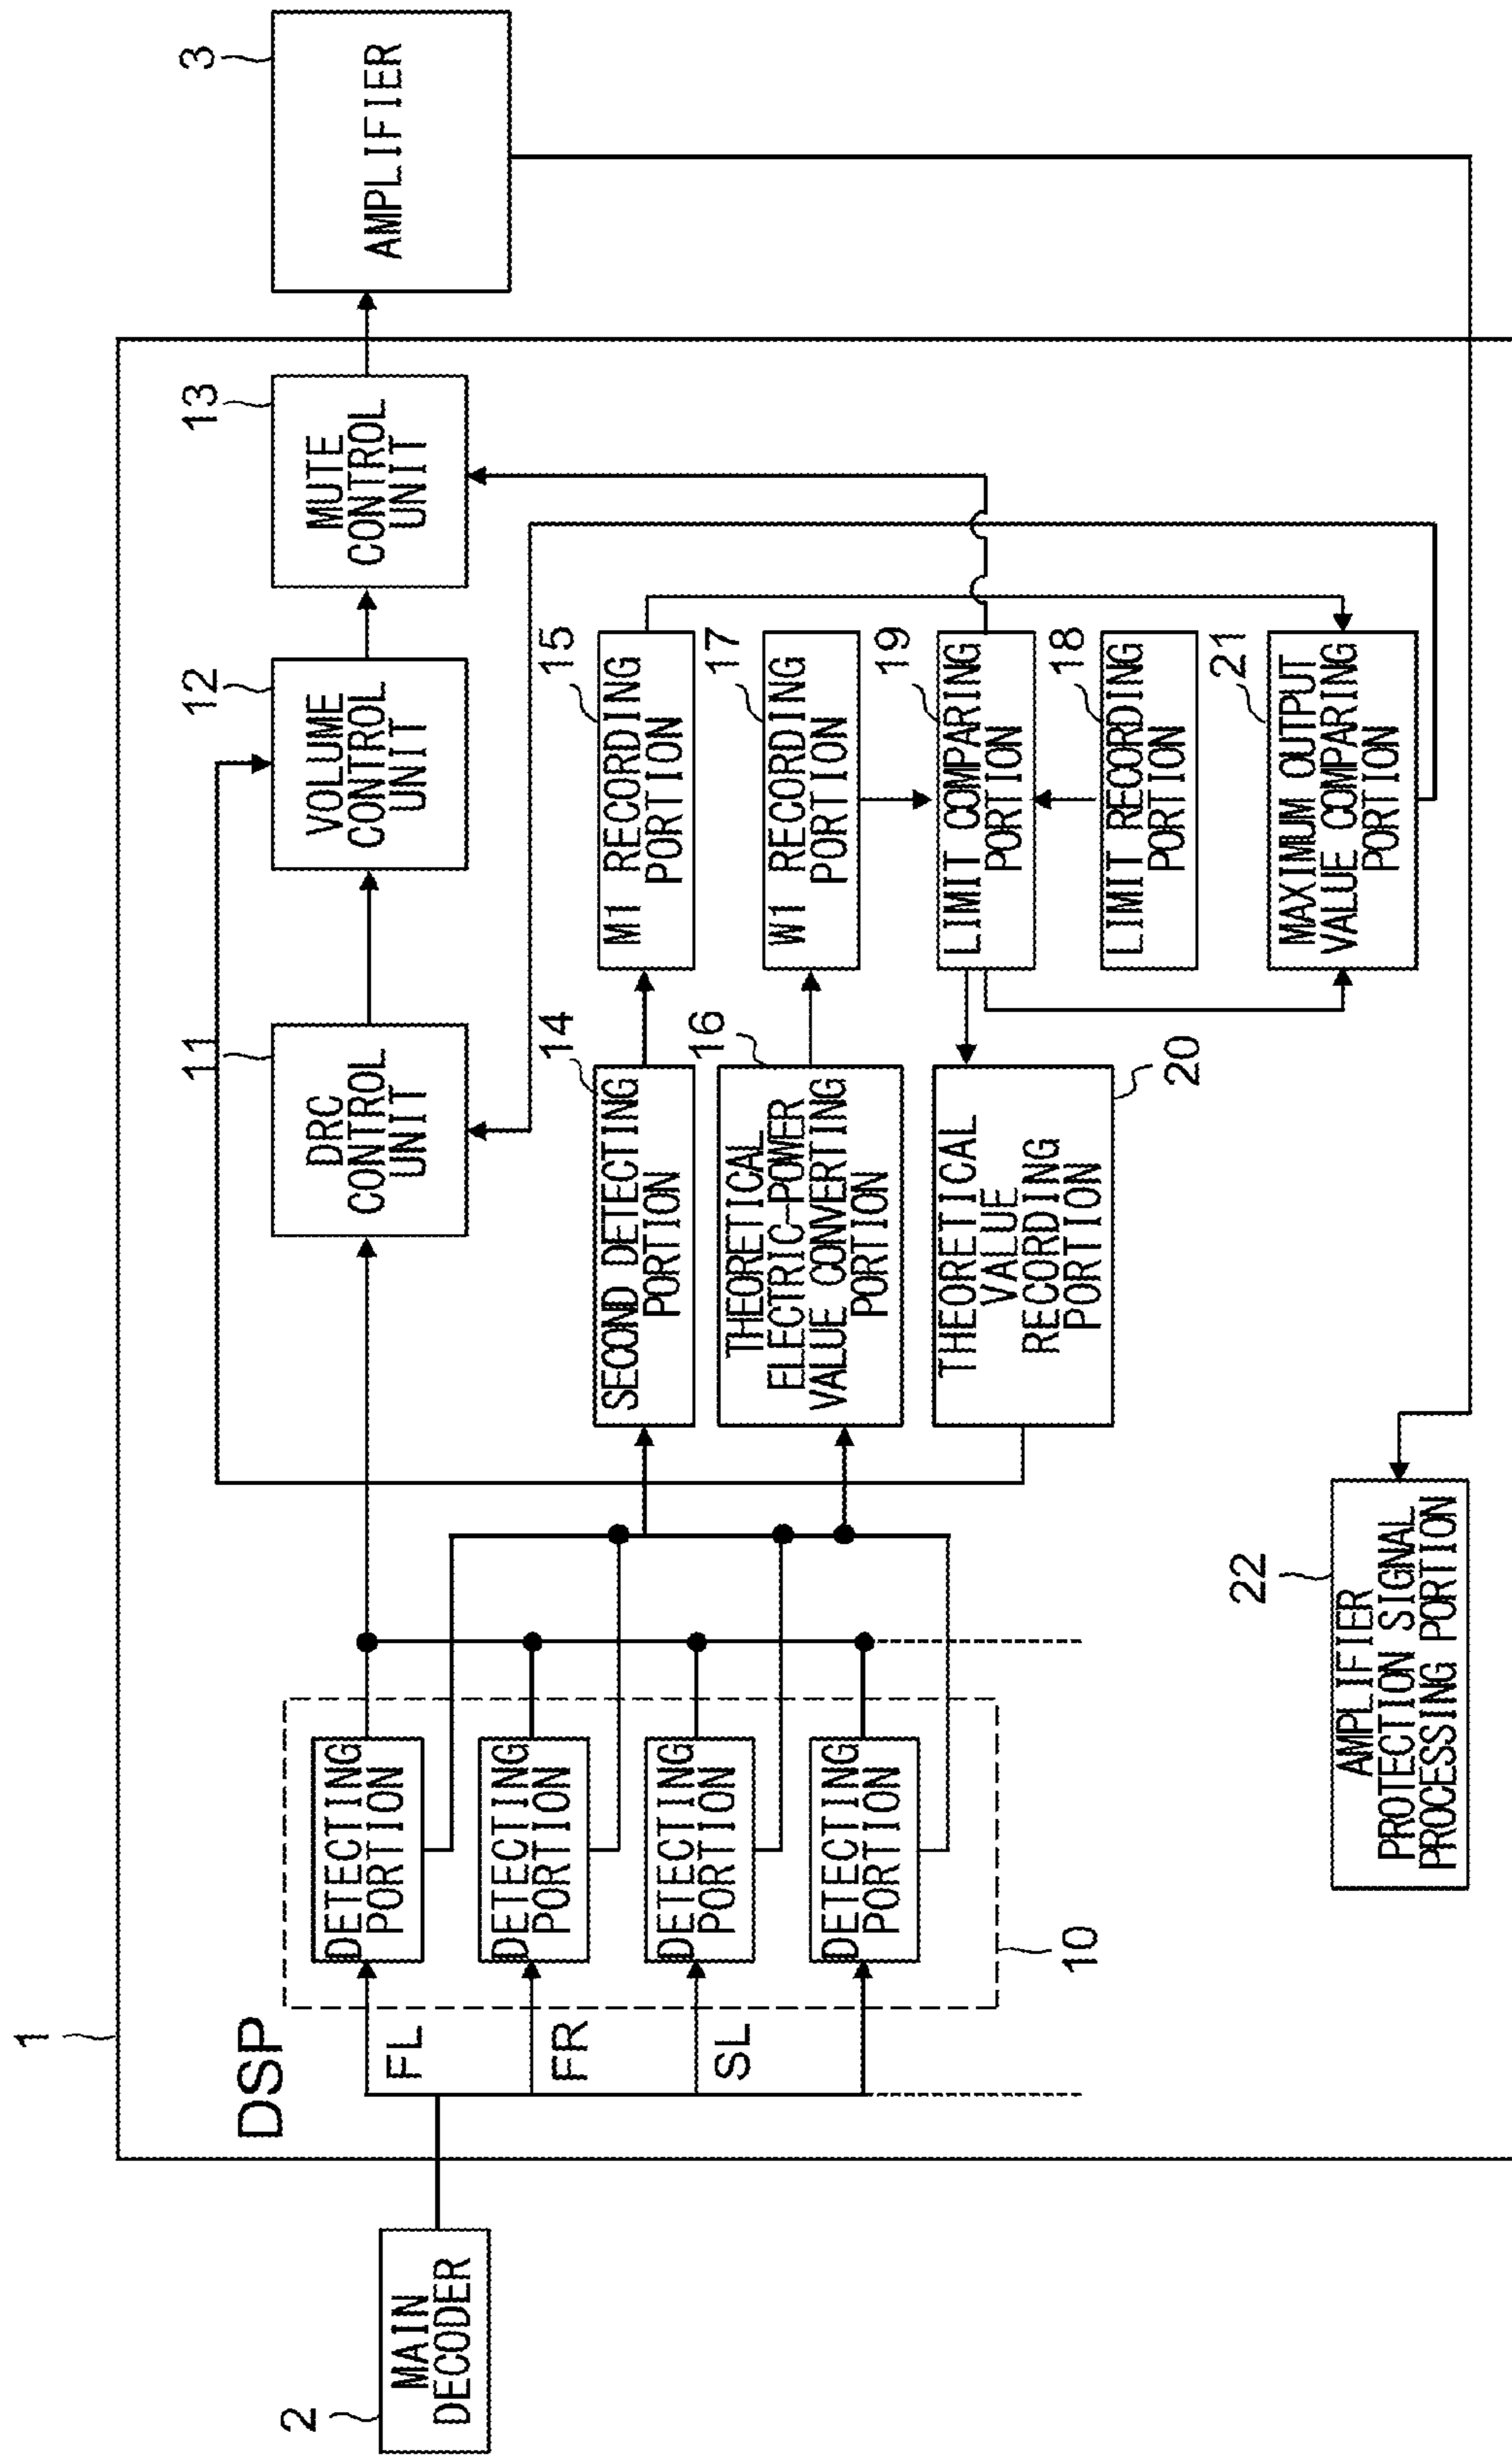 1
DSP
2
MAIN
DECODER
FL
FR
SL
10
DETECTING
PORTION
DETECTING
PORTION
DETECTING
PORTION
DETECTING
PORTION
11
DRC
CONTROL
UNIT
12
VOLUME
CONTROL
UNIT
13
MUTE
CONTROL
UNIT
3
AMPLIFIER
14
SECOND DETECTING
PORTION
15
M1 RECORDING
PORTION
16
THEORETICAL
ELECTRIC-POWER
VALUE CONVERTING
PORTION
17
W1 RECORDING
PORTION
20
THEORETICAL
VALUE
RECORDING
PORTION
19
LIMIT COMPARING
PORTION
18
LIMIT RECORDING
PORTION
21
MAXIMUM OUTPUT
VALUE COMPARING
PORTION
22
AMPLIFIER
PROTECTION SIGNAL
PROCESSING PORTION